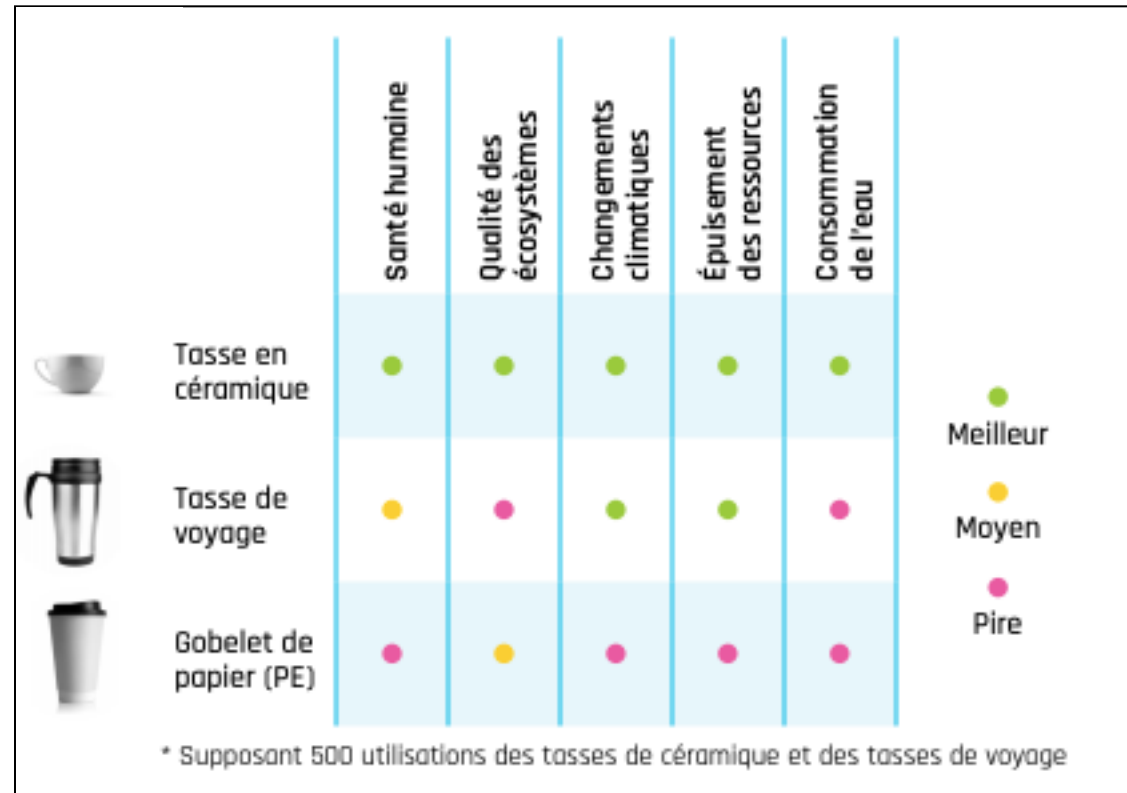 Santé humaine
Qualité des
écosystèmes
Changements
climatiques
Épuisement
des ressources
Consommation
de l'eau
Tasse en
céramique
Tasse de
voyage
Gobelet de
papier (PE)
Meilleur
Moyen
Pire
* Supposant 500 utilisations des tasses de céramique et des tasses de voyage